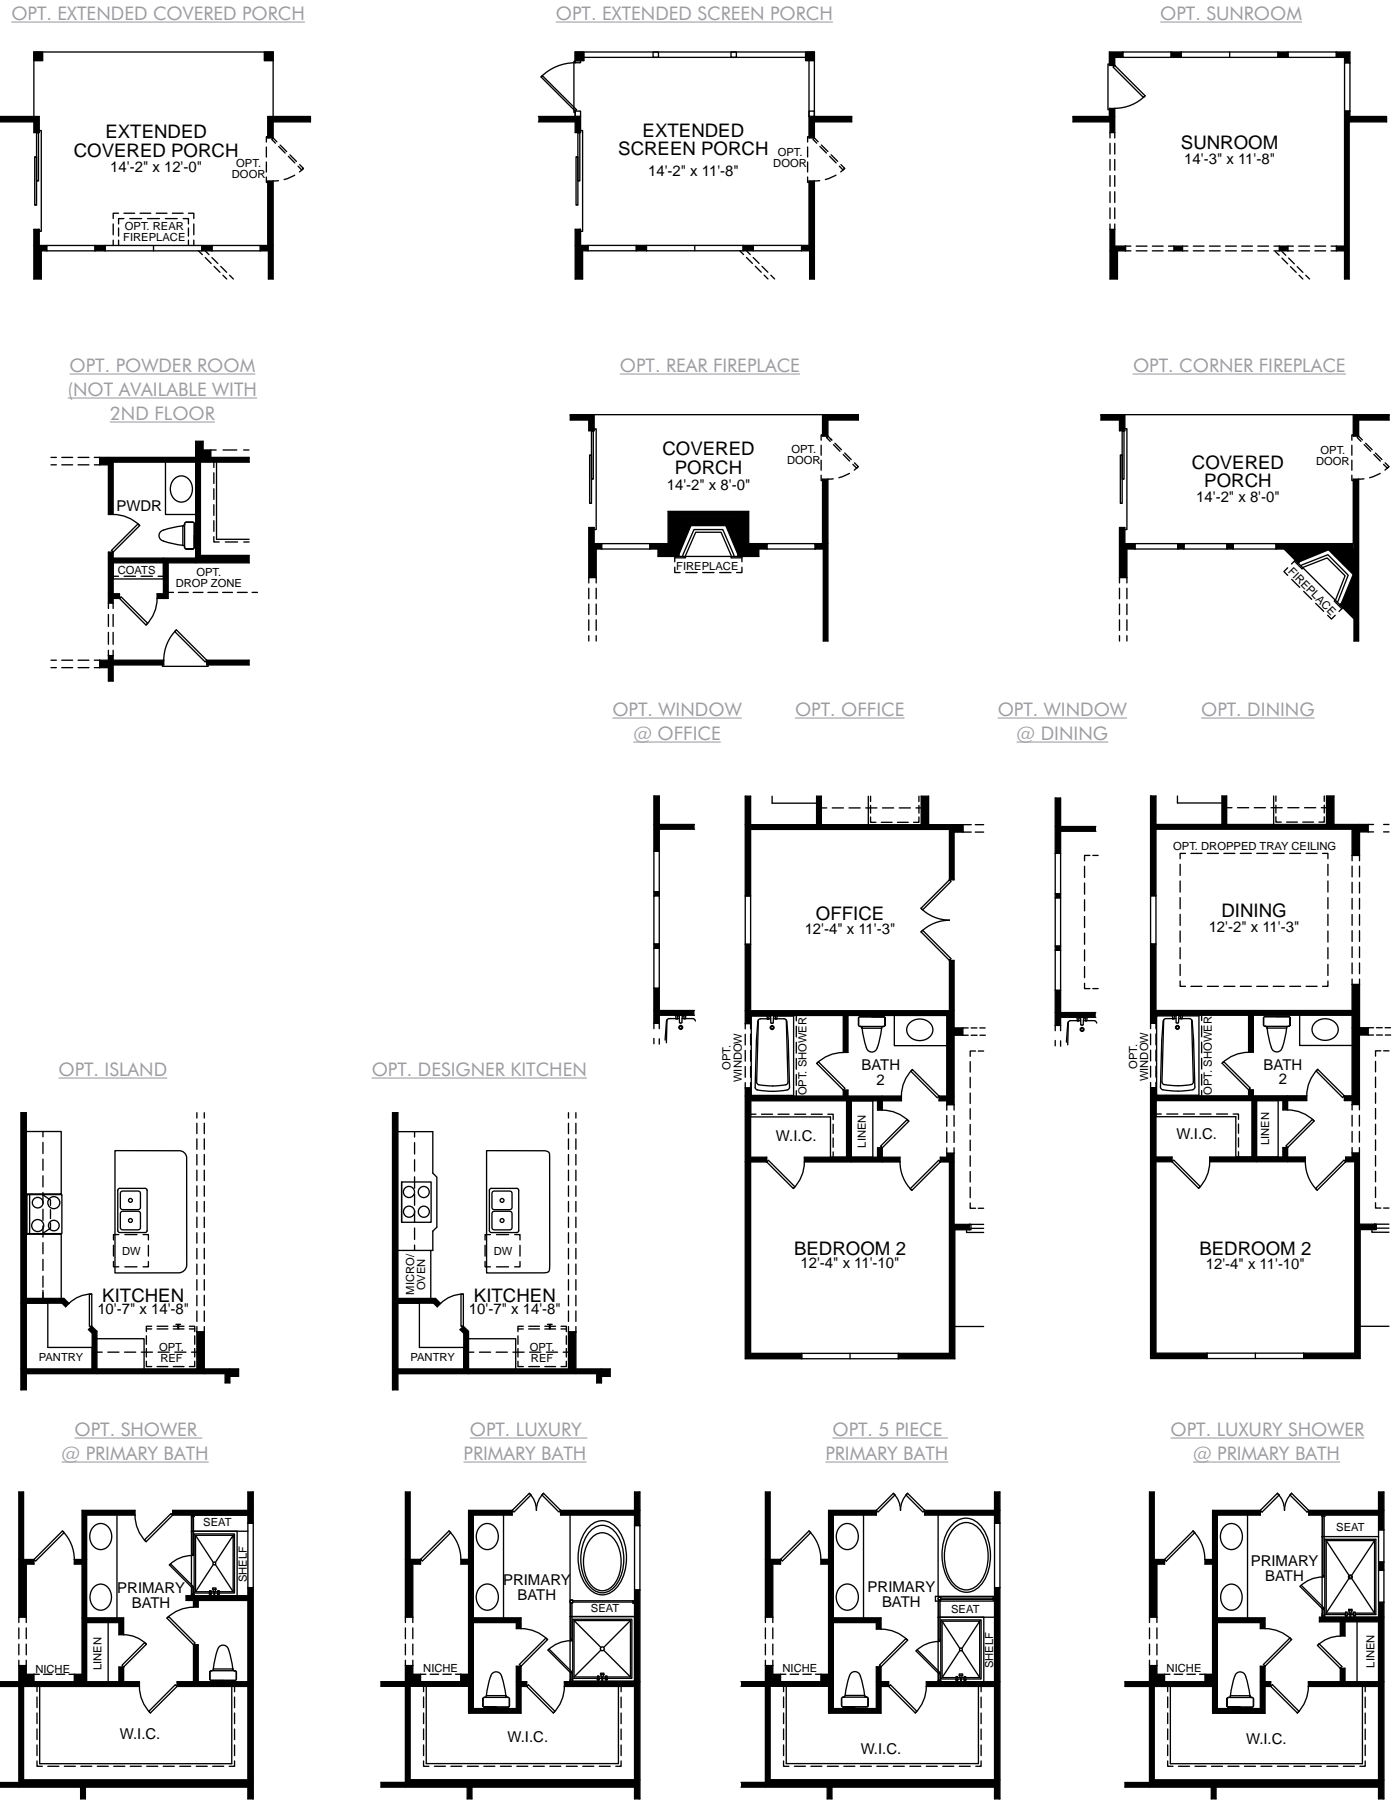 OPT. EXTENDED COVERED PORCH
EXTENDED
COVERED PORCH
14'-2" x 12'-0"
OPT.
DOOR
OPT. REAR
FIREPLACE
OPT. EXTENDED SCREEN PORCH
EXTENDED
SCREEN PORCH
14'-2" x 11'-8"
OPT.
DOOR
OPT. SUNROOM
SUNROOM
14'-3" x 11'-8"
OPT. POWDER ROOM
(NOT AVAILABLE WITH
2ND FLOOR
PWDR
COATS
OPT.
DROP ZONE
OPT. REAR FIREPLACE
COVERED
PORCH
14'-2" x 8'-0"
OPT.
DOOR
FIREPLACE
OPT. CORNER FIREPLACE
COVERED
PORCH
14'-2" x 8'-0"
OPT.
DOOR
FIREPLACE
OPT. WINDOW
@ OFFICE
OPT. OFFICE
OFFICE
12'-4" x 11'-3"
OPT.
WINDOW
OPT. SHOWER
BATH
2
W.I.C.
LINEN
BEDROOM 2
12'-4" x 11'-10"
OPT. WINDOW
@ DINING
OPT. DINING
OPT. DROPPED TRAY CEILING
DINING
12'-2" x 11'-3"
OPT.
WINDOW
OPT. SHOWER
BATH
2
W.I.C.
LINEN
BEDROOM 2
12'-4" x 11'-10"
OPT. ISLAND
DW
KITCHEN
10'-7" x 14'-8"
PANTRY
OPT.
REF
OPT. DESIGNER KITCHEN
MICRO/
OVEN
DW
KITCHEN
10'-7" x 14'-8"
PANTRY
OPT.
REF
OPT. SHOWER
@ PRIMARY BATH
SEAT
SHELF
PRIMARY
BATH
LINEN
NICHE
W.I.C.
OPT. LUXURY
PRIMARY BATH
PRIMARY
BATH
SEAT
NICHE
W.I.C.
OPT. 5 PIECE
PRIMARY BATH
PRIMARY
BATH
SEAT
SHELF
NICHE
W.I.C.
OPT. LUXURY SHOWER
@ PRIMARY BATH
SEAT
PRIMARY
BATH
LINEN
NICHE
W.I.C.